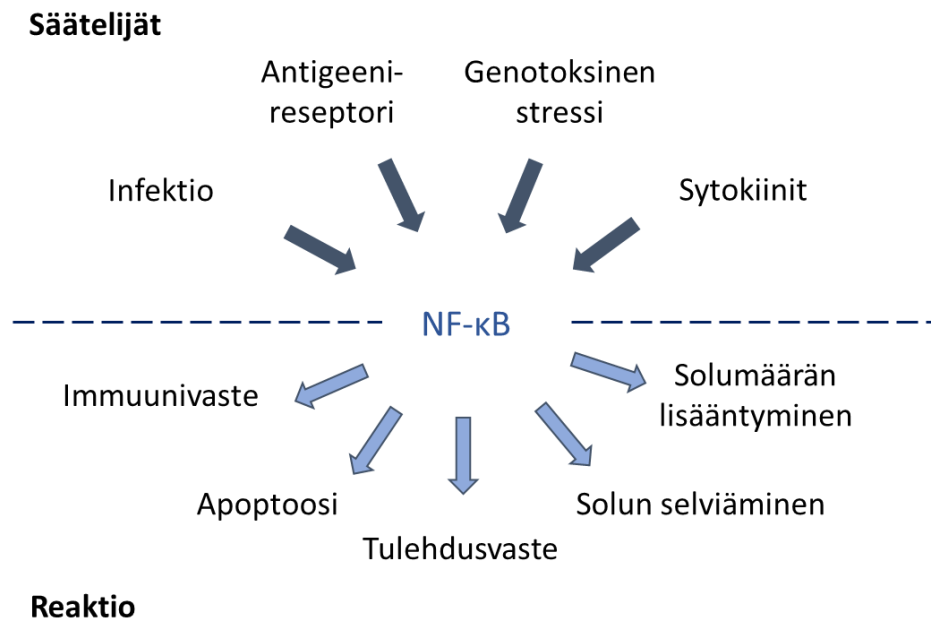 Säätelijät
Antigeeni-
reseptori
Genotoksinen
stressi
Infektio
Sytokiinit
NF-κB
Immuunivaste
Solumäärän
lisääntyminen
Apoptoosi
Solun selviäminen
Tulehdusvaste
Reaktio